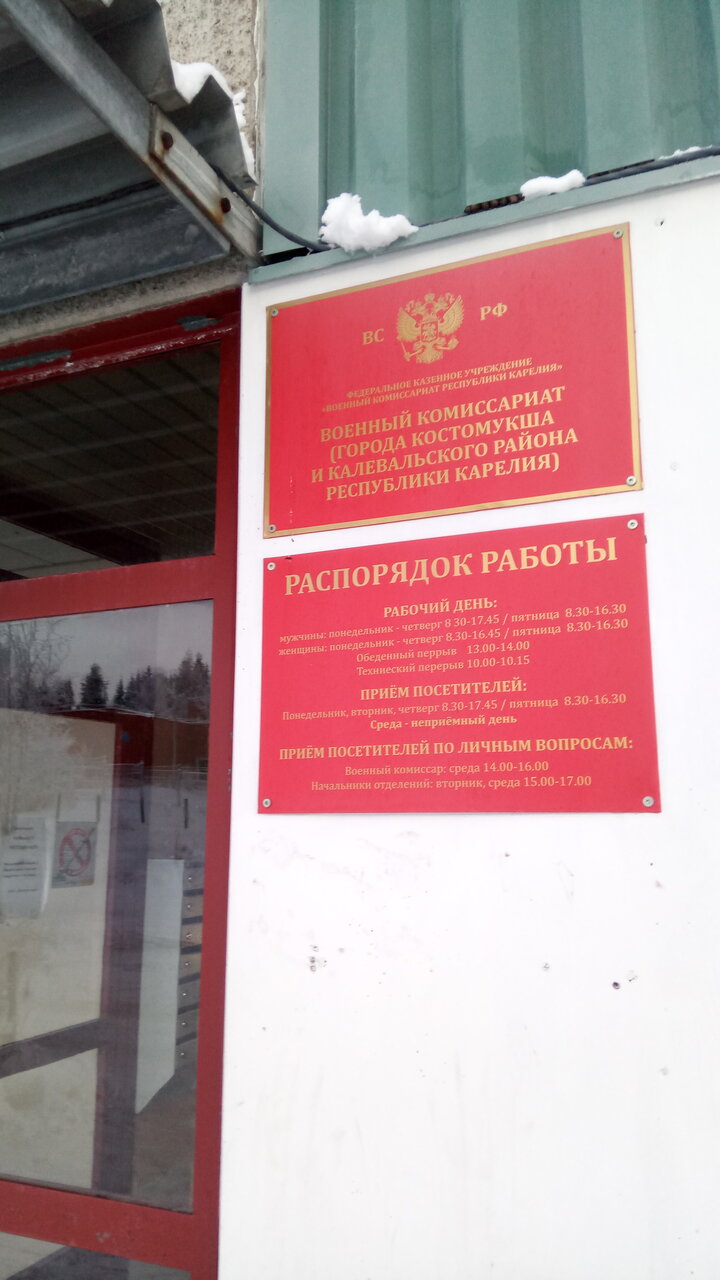 ВС РФ
ФЕДЕРАЛЬНОЕ КАЗЕННОЕ УЧРЕЖДЕНИЕ
«ВОЕННЫЙ КОМИССАРИАТ РЕСПУБЛИКИ КАРЕЛИЯ»
ВОЕННЫЙ КОМИССАРИАТ
(ГОРОДА КОСТОМУКША
И КАЛЕВАЛЬСКОГО РАЙОНА
РЕСПУБЛИКИ КАРЕЛИЯ)
РАСПОРЯДОК РАБОТЫ
РАБОЧИЙ ДЕНЬ:
мужчины: понедельник - четверг 8 30-17.45 / пятница 8.30-16.30
женщины: понедельник - четверг 8.30-16.45 / пятница 8.30-16.30
Обеденный перрыв 13.00-14.00
Техниеский перерыв 10.00-10.15
ПРИЁМ ПОСЕТИТЕЛЕЙ:
Понедельник, вторник, четверг 8.30-17.45 / пятница 8.30-16.30
Среда - неприёмный день
ПРИЁМ ПОСЕТИТЕЛЕЙ ПО ЛИЧНЫМ ВОПРОСАМ:
Военный комиссар: среда 14.00-16.00
Начальники отделений: вторник, среда 15.00-17.00